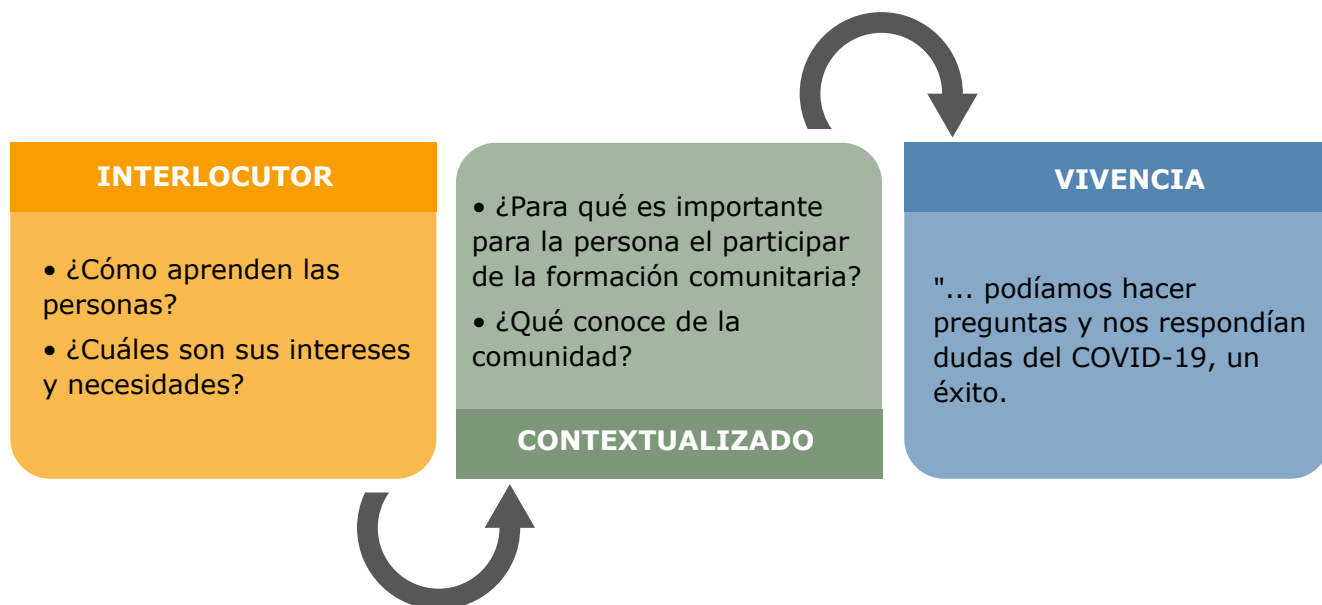 INTERLOCUTOR
• ¿Cómo aprenden las
personas?
• ¿Cuáles son sus intereses
y necesidades?
• ¿Para qué es importante
para la persona el participar
de la formación comunitaria?
• ¿Qué conoce de la
comunidad?
CONTEXTUALIZADO
VIVENCIA
"... podíamos hacer
preguntas y nos respondían
dudas del COVID-19, un
éxito.